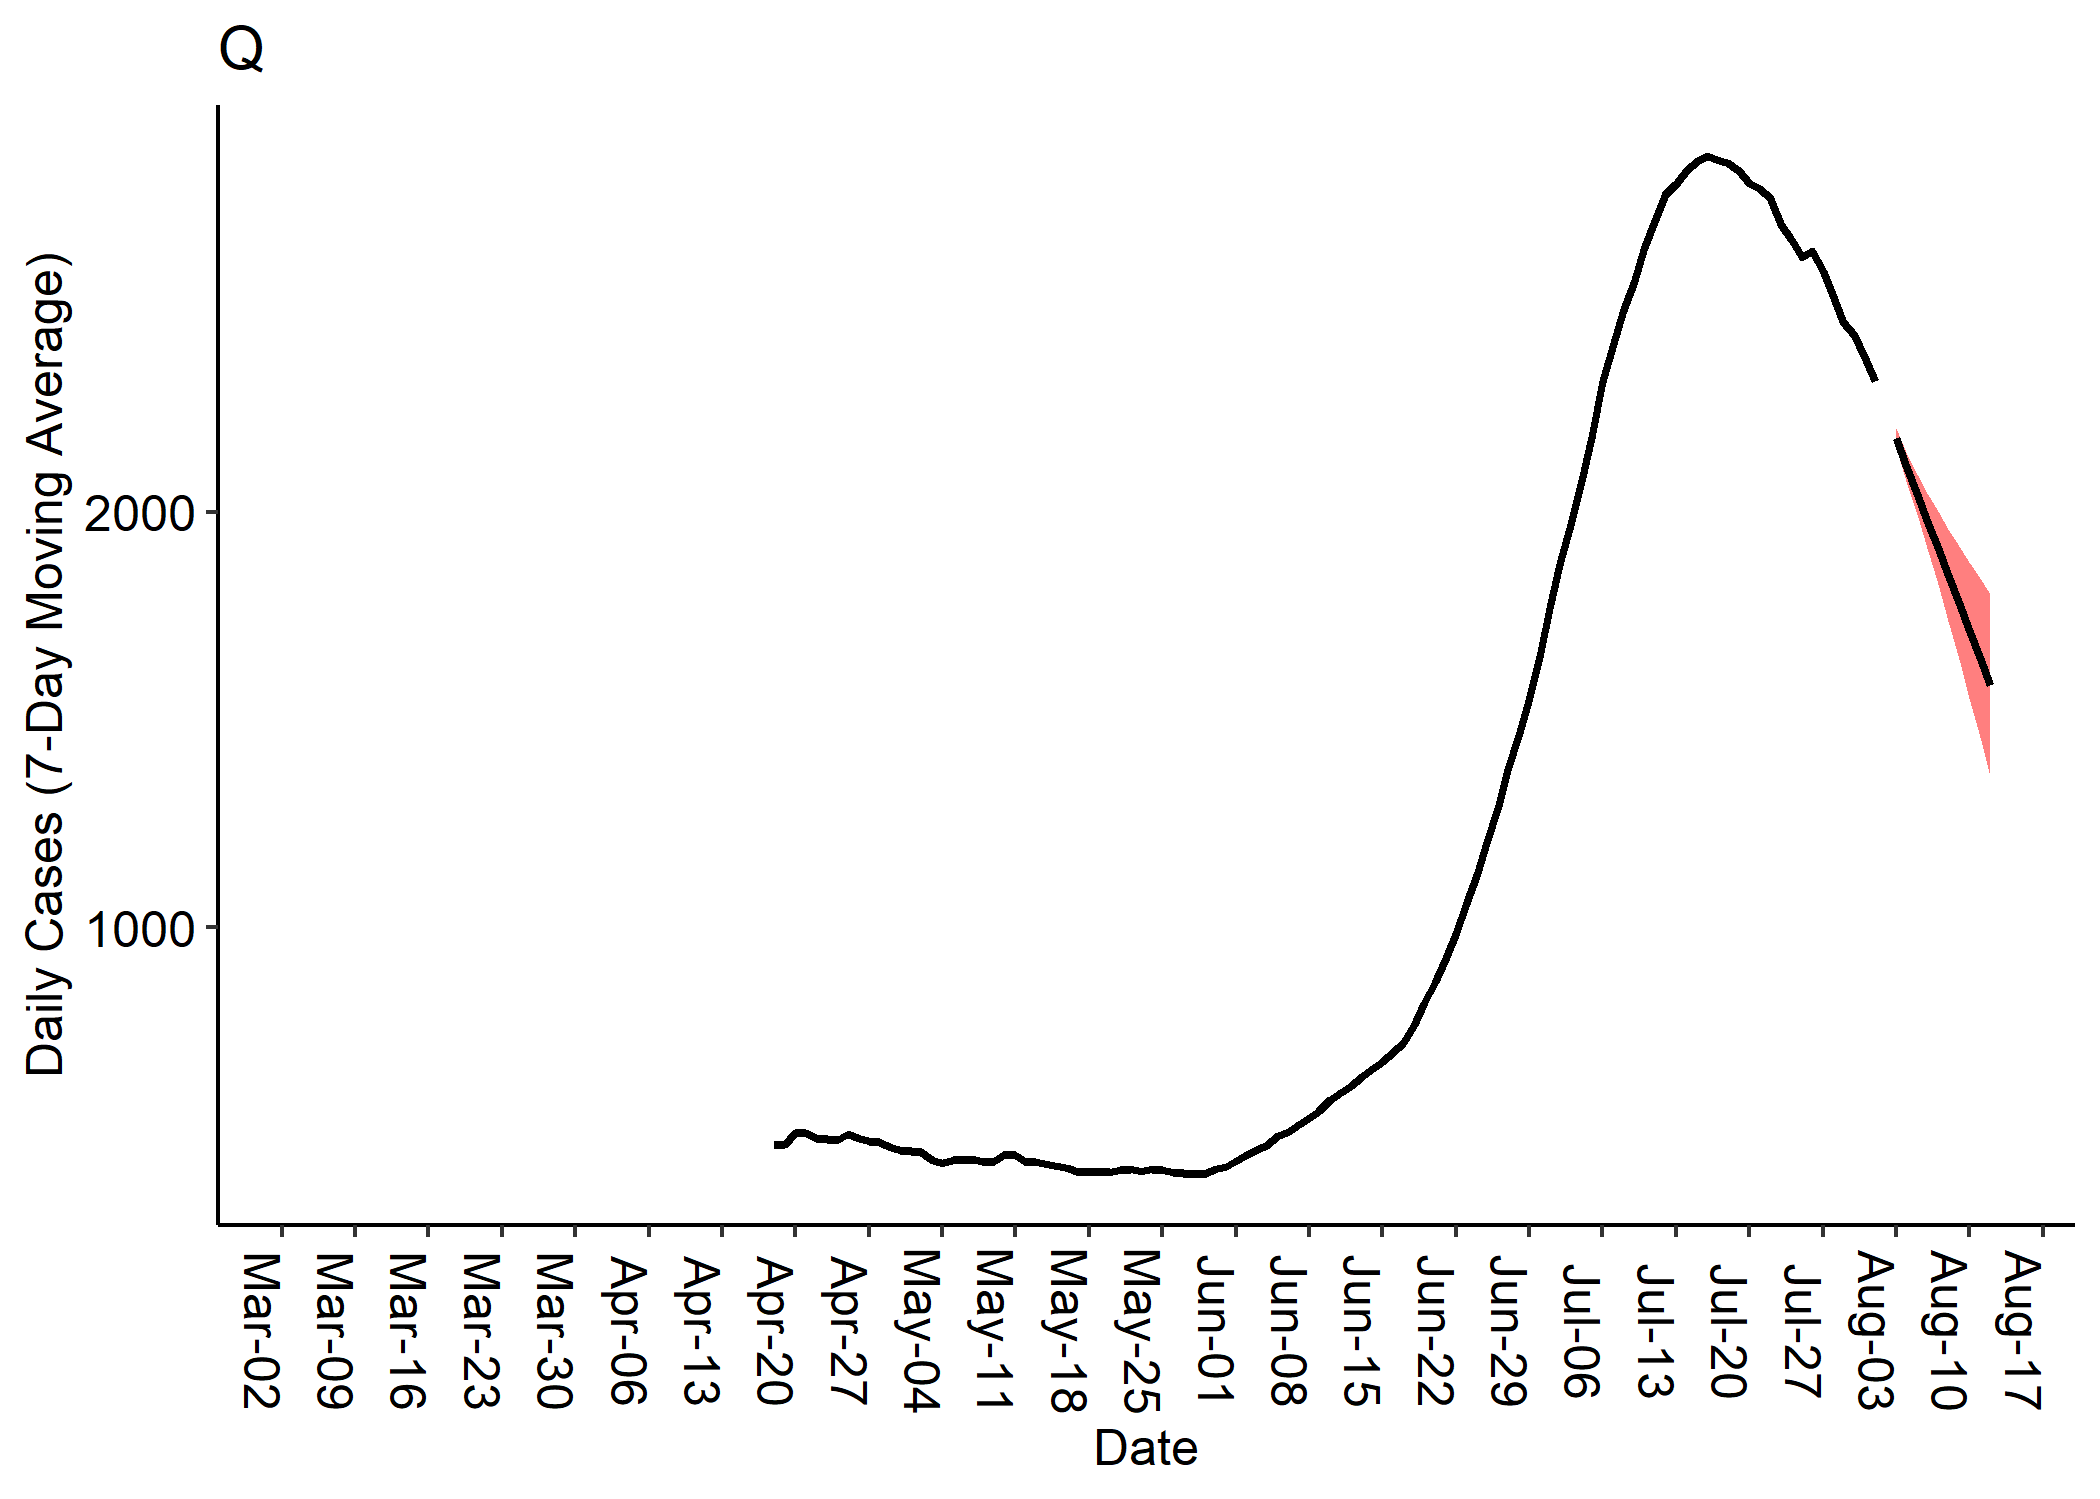 Q
Daily Cases (7-Day Moving Average)
2000
1000
Mar-02
Mar-09
Mar-16
Mar-23
Mar-30
Apr-06
Apr-13
Apr-20
Apr-27
May-04
May-11
May-18
May-25
Jun-01
Jun-08
Jun-15
Jun-22
Jun-29
Jul-06
Jul-13
Jul-20
Jul-27
Aug-03
Aug-10
Aug-17
Date